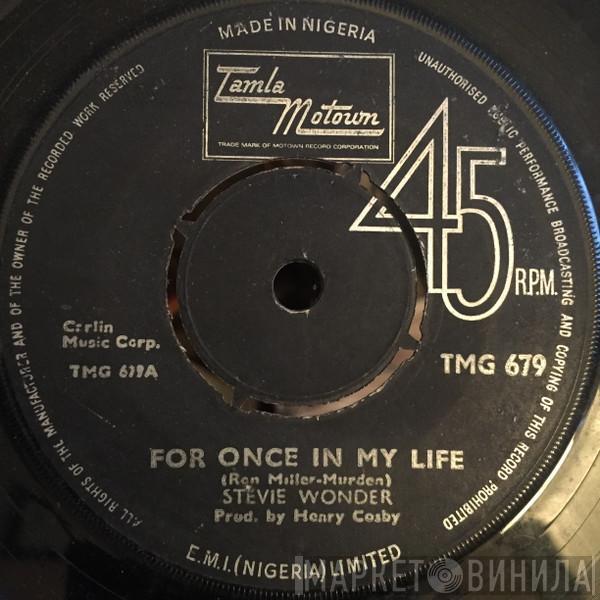 MADE IN NIGERIA
Tamla
Motown
TRADE MARK OF MOTOWN RECORD CORPORATION
45
R.P.M.
UNAUTHORISED PUBLIC PERFORMANCE BROADCASTING AND COPYING OF THIS RECORD PROHIBITED
ALL RIGHTS OF THE MANUFACTURER AND OF THE OWNER OF THE RECORDED WORK RESERVED
Carlin
Music Corp.
TMG 679A
TMG 679
FOR ONCE IN MY LIFE
(Ron Miller-Murden)
STEVIE WONDER
Prod. by Henry Cosby
E.M.I. (NIGERIA) LIMITED
МАРКЕТ ВИНИЛА